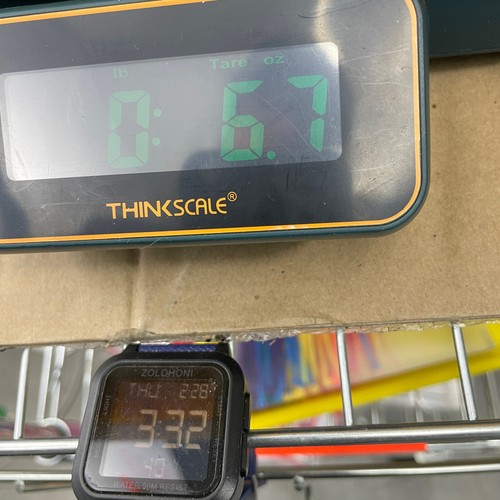 lb Tare oz
0: 6.7
THINKSCALE®
ZOLOHONI
THU 2-28
3:32
40